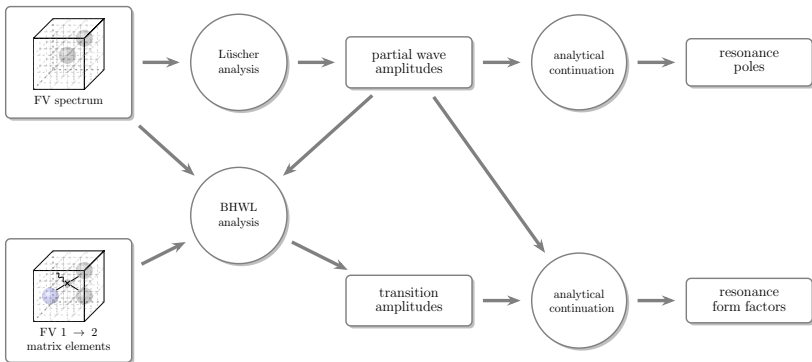 FV spectrum
Lüscher
analysis
partial wave
amplitudes
analytical
continuation
resonance
poles
BHWL
analysis
FV 1 → 2
matrix elements
transition
amplitudes
analytical
continuation
resonance
form factors